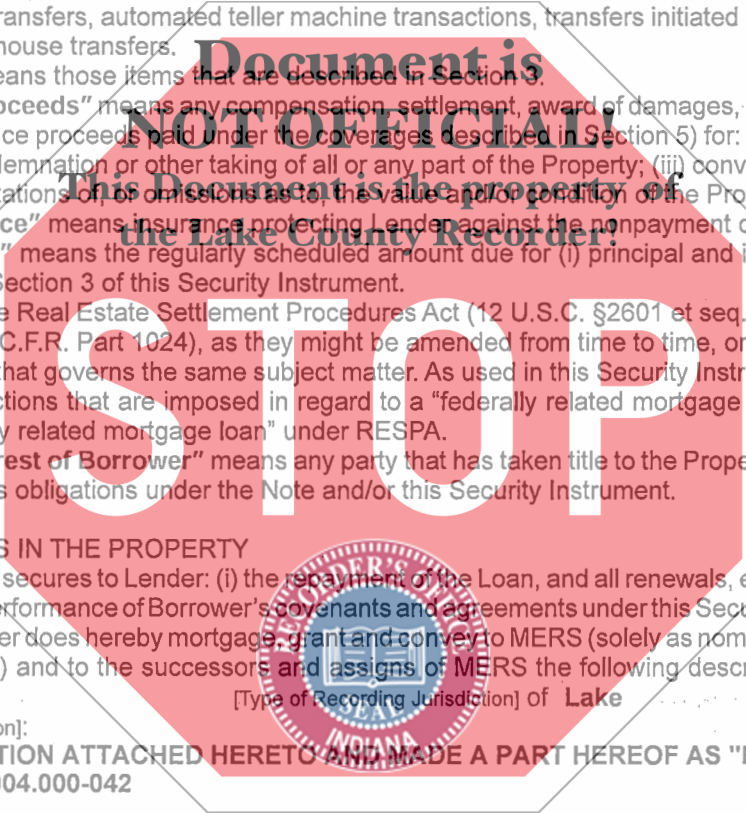 ransfers, automated teller machine transactions, transfers initiated
house transfers.
Document is
eans those items that are described in Section 3.
oceeds" means any compensation, settlement, award of damages,
NOT OFFICIAL!
ce proceeds paid under the coverages described in Section 5) for:
demnation or other taking of all or any part of the Property; (iii) conv
This Document is the property of
tations of, or omissions as to, the value and/or condition of the Pro
ce" means insurance protecting Lender against the nonpayment o
the Lake County Recorder!
" means the regularly scheduled amount due for (i) principal and i
Section 3 of this Security Instrument.
e Real Estate Settlement Procedures Act (12 U.S.C. §2601 et seq.
C.F.R. Part 1024), as they might be amended from time to time, or
that governs the same subject matter. As used in this Security Instr
ctions that are imposed in regard to a "federally related mortgage
y related mortgage loan" under RESPA.
STOP
rest of Borrower" means any party that has taken title to the Prope
s obligations under the Note and/or this Security Instrument.
S IN THE PROPERTY
secures to Lender: (i) the repayment of the Loan, and all renewals, e
erformance of Borrower's covenants and agreements under this Secu
er does hereby mortgage, grant and convey to MERS (solely as nom
) and to the successors and assigns of MERS the following descri
[Type of Recording Jurisdiction] of Lake
RECORDER'S OFFICE
SEAL
INDIANA
on]:
TION ATTACHED HERETO AND MADE A PART HEREOF AS "
004.000-042